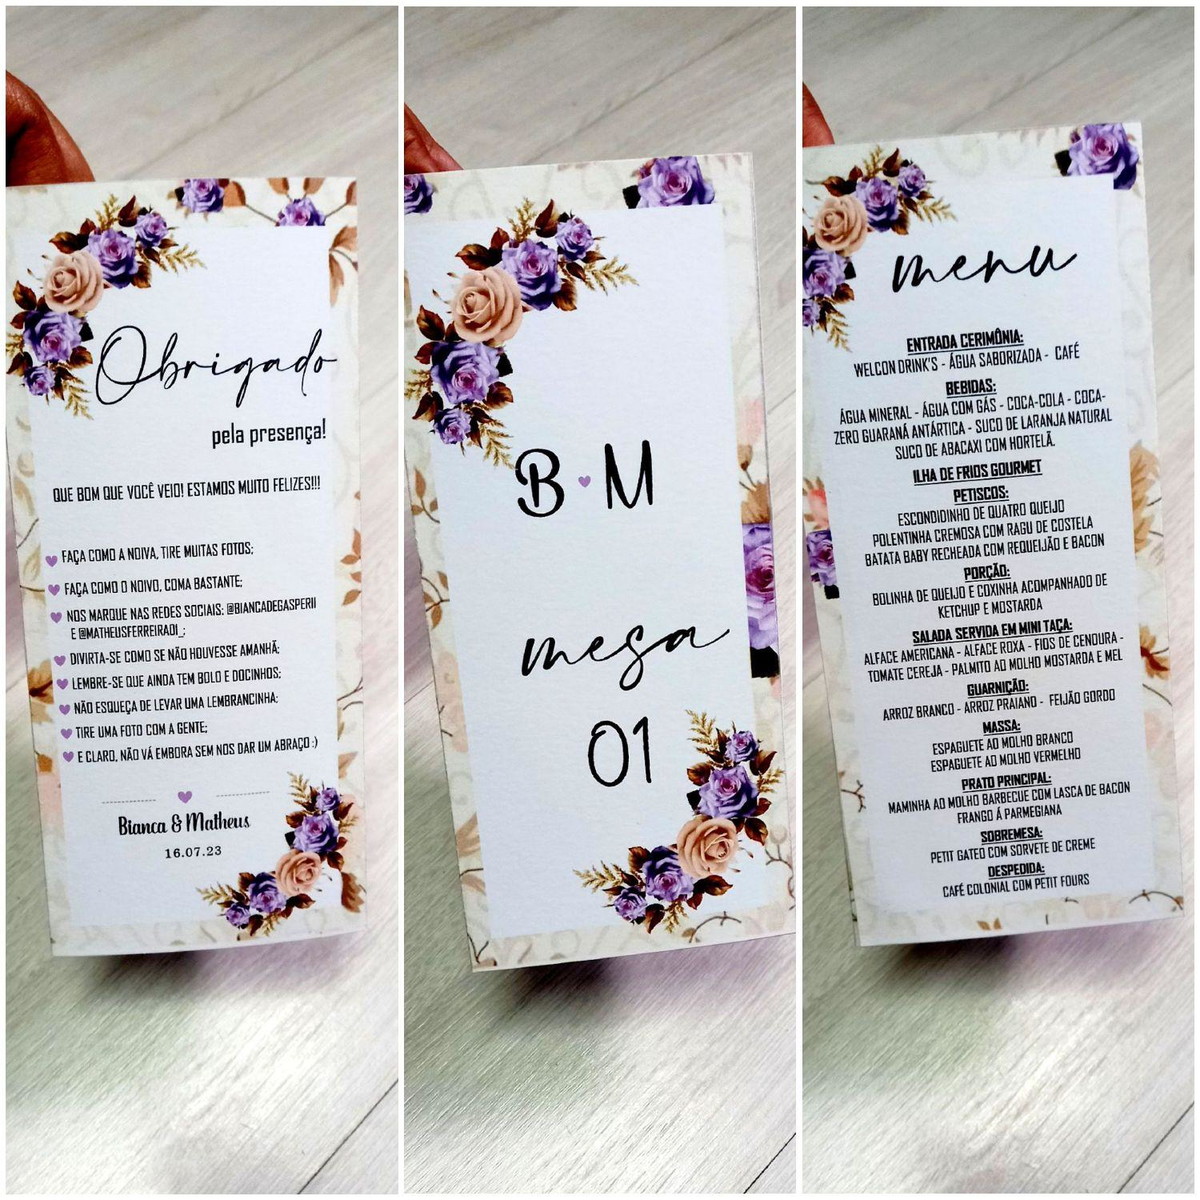 Obrigado
pela presença!
QUE BOM QUE VOCÊ VEIO! ESTAMOS MUITO FELIZES!!!
FAÇA COMO A NOIVA, TIRE MUITAS FOTOS;
FAÇA COMO O NOIVO, COMA BASTANTE;
NOS MARQUE NAS REDES SOCIAIS: @BIANCADEGASPERII
E @MATHEUSFERREIRA01_;
DIVIRTA-SE COMO SE NÃO HOUVESSE AMANHÃ;
LEMBRE-SE QUE AINDA TEM BOLO E DOCINHOS;
NÃO ESQUEÇA DE LEVAR UMA LEMBRANCINHA;
TIRE UMA FOTO COM A GENTE;
E CLARO, NÃO VÁ EMBORA SEM NOS DAR UM ABRAÇO :)
Bianca & Matheus
16.07.23
B M
mesa
01
menu
ENTRADA CERIMÔNIA:
WELCON DRINK'S - ÁGUA SABORIZADA - CAFÉ
BEBIDAS:
ÁGUA MINERAL - ÁGUA COM GÁS - COCA-COLA - COCA-
ZERO GUARANÁ ANTÁRTICA - SUCO DE LARANJA NATURAL
SUCO DE ABACAXI COM HORTELÃ.
ILHA DE FRIOS GOURMET
PETISCOS:
ESCONDIDINHO DE QUATRO QUEIJO
POLENTINHA CREMOSA COM RAGU DE COSTELA
BATATA BABY RECHEADA COM REQUEIJÃO E BACON
PORÇÃO:
BOLINHA DE QUEIJO E COXINHA ACOMPANHADO DE
KETCHUP E MOSTARDA
SALADA SERVIDA EM MINI TAÇA:
ALFACE AMERICANA - ALFACE ROXA - FIOS DE CENOURA -
TOMATE CEREJA - PALMITO AO MOLHO MOSTARDA E MEL
GUARNIÇÃO:
ARROZ BRANCO - ARROZ PRAIANO - FEIJÃO GORDO
MASSA:
ESPAGUETE AO MOLHO BRANCO
ESPAGUETE AO MOLHO VERMELHO
PRATO PRINCIPAL:
MAMINHA AO MOLHO BARBECUE COM LASCA DE BACON
FRANGO Á PARMEGIANA
SOBREMESA:
PETIT GATEO COM SORVETE DE CREME
DESPEDIDA:
CAFÉ COLONIAL COM PETIT FOURS